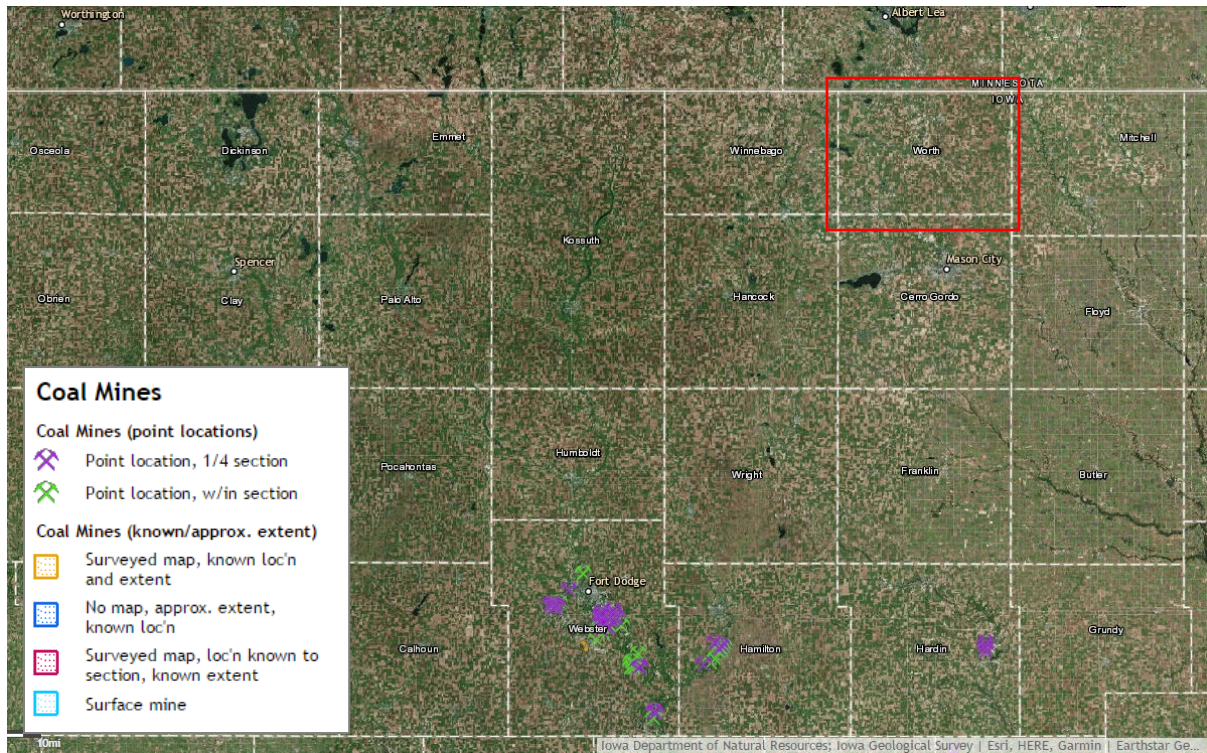 Worthington
Albert Lea
MINNESOTA
IOWA
Osceola
Dickinson
Emmet
Winnebago
Worth
Mitchell
Kossuth
Spencer
Mason City
Obrien
Clay
Palo Alto
Hancock
Cerro Gordo
Floyd
Coal Mines
Coal Mines (point locations)
Point location, 1/4 section
Point location, w/in section
Coal Mines (known/approx. extent)
Surveyed map, known loc'n
and extent
No map, approx. extent,
known loc'n
Surveyed map, loc'n known to
section, known extent
Surface mine
Pocahontas
Humboldt
Wright
Franklin
Butler
Fort Dodge
Webster
Calhoun
Hamilton
Hardin
Grundy
10mi
Iowa Department of Natural Resources; Iowa Geological Survey | Esri, HERE, Garmin | Earthstar Ge...